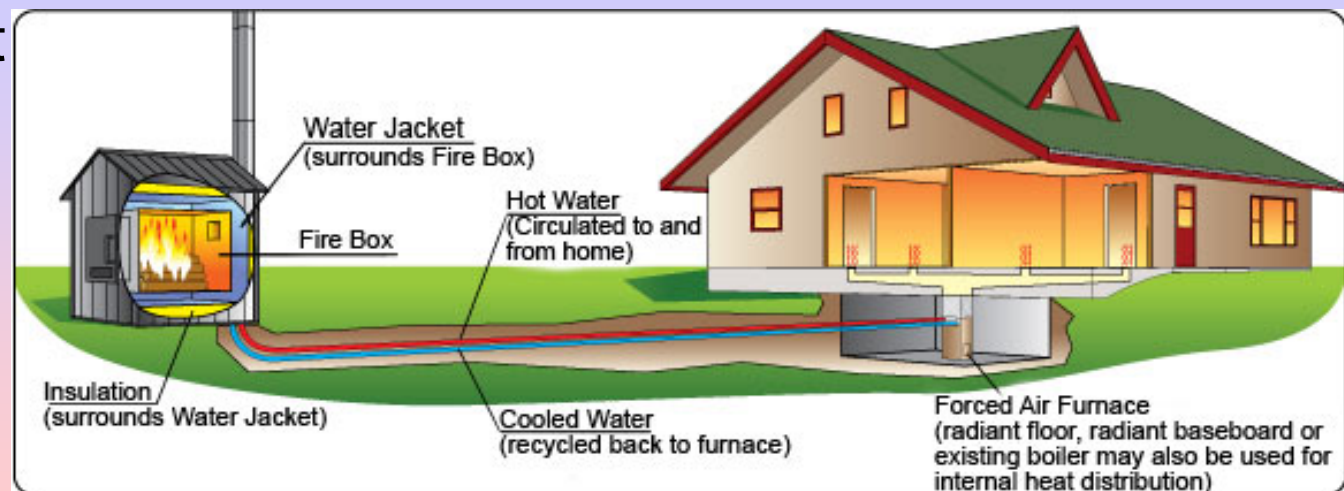 Water Jacket
(surrounds Fire Box)
Hot Water
(Circulated to and
from home)
Fire Box
Insulation
(surrounds Water Jacket)
Cooled Water
(recycled back to furnace)
Forced Air Furnace
(radiant floor, radiant baseboard or
existing boiler may also be used for
internal heat distribution)